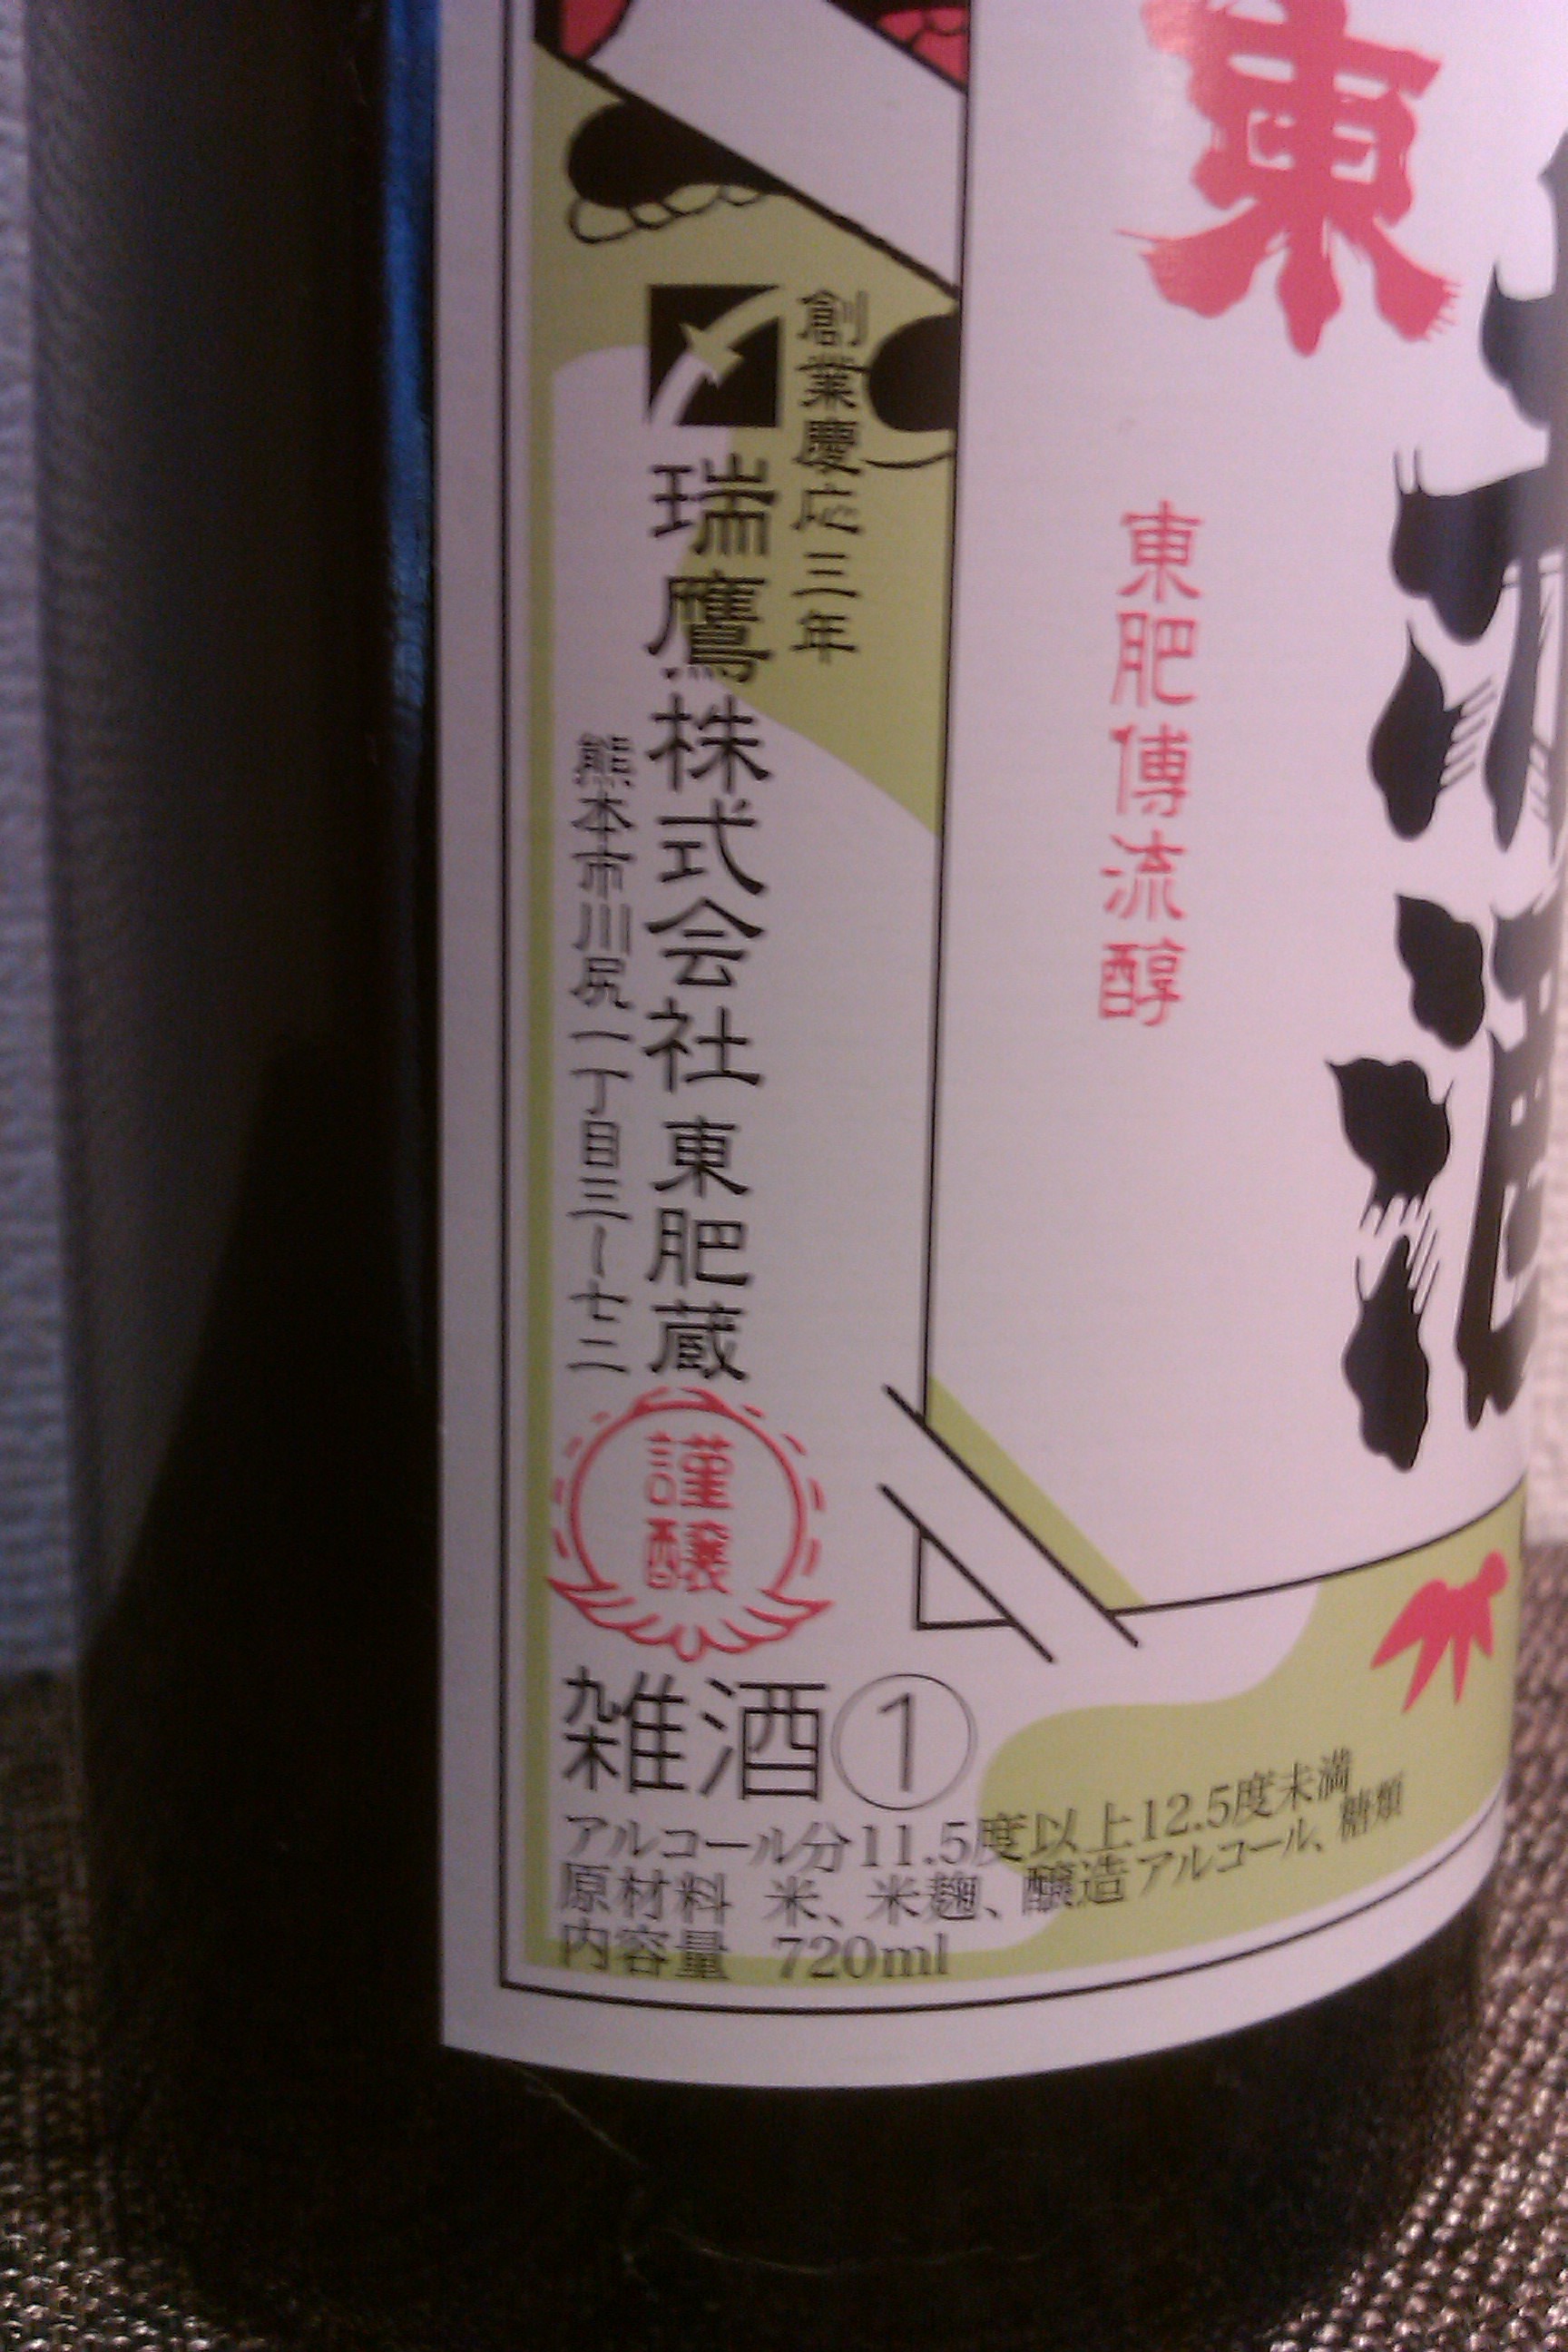 東
東肥傳流醇
創業慶応三年
瑞鷹株式会社 東肥蔵
熊本市川尻一丁目三ー七二
謹醸
雑酒①
アルコール分11.5度以上12.5度未満
原材料 米、米麹、醸造アルコール、糖類
内容量 720ml